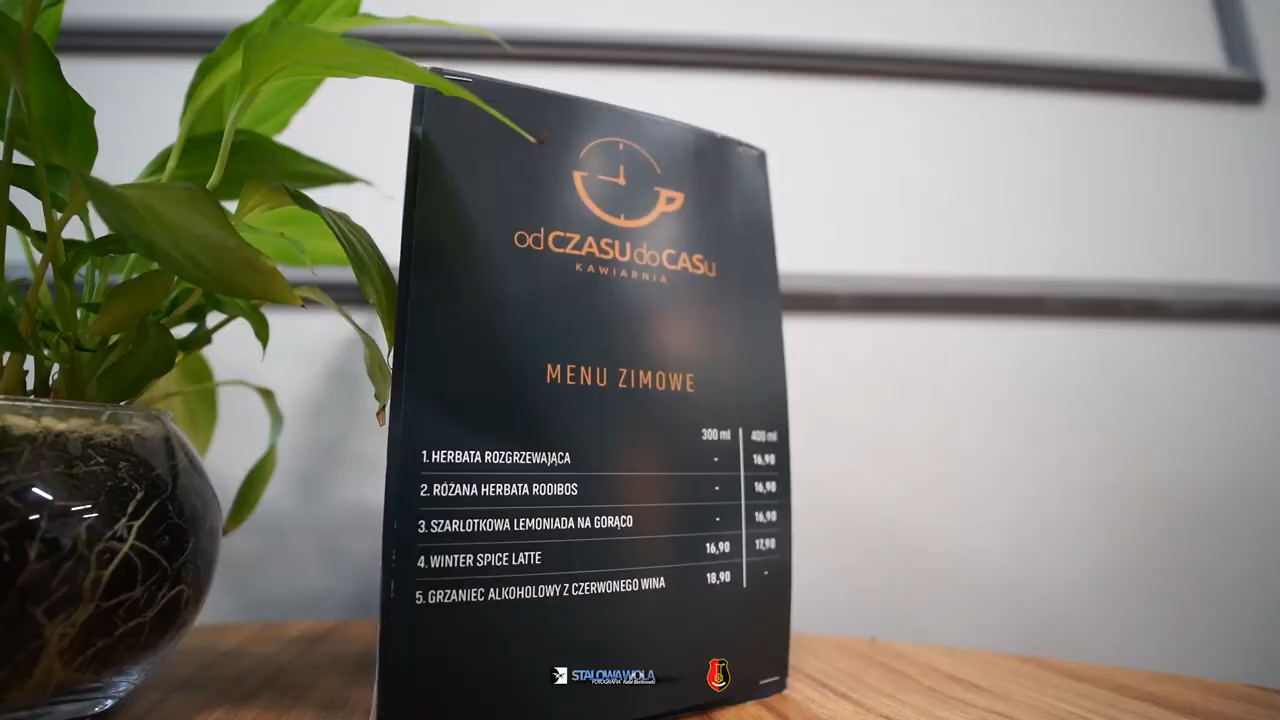 od CZASU do CASu
KAWIARNIA
MENU ZIMOWE
300 ml 400 ml
1. HERBATA ROZGRZEWAJĄCA - 16,90
2. RÓŻANA HERBATA ROOIBOS - 16,90
3. SZARLOTKOWA LEMONIADA NA GORĄCO - 16,90
4. WINTER SPICE LATTE 16,90 17,90
5. GRZANIEC ALKOHOLOWY Z CZERWONEGO WINA 18,90 -
STALOWAWOLA
FOTOGRAFIA